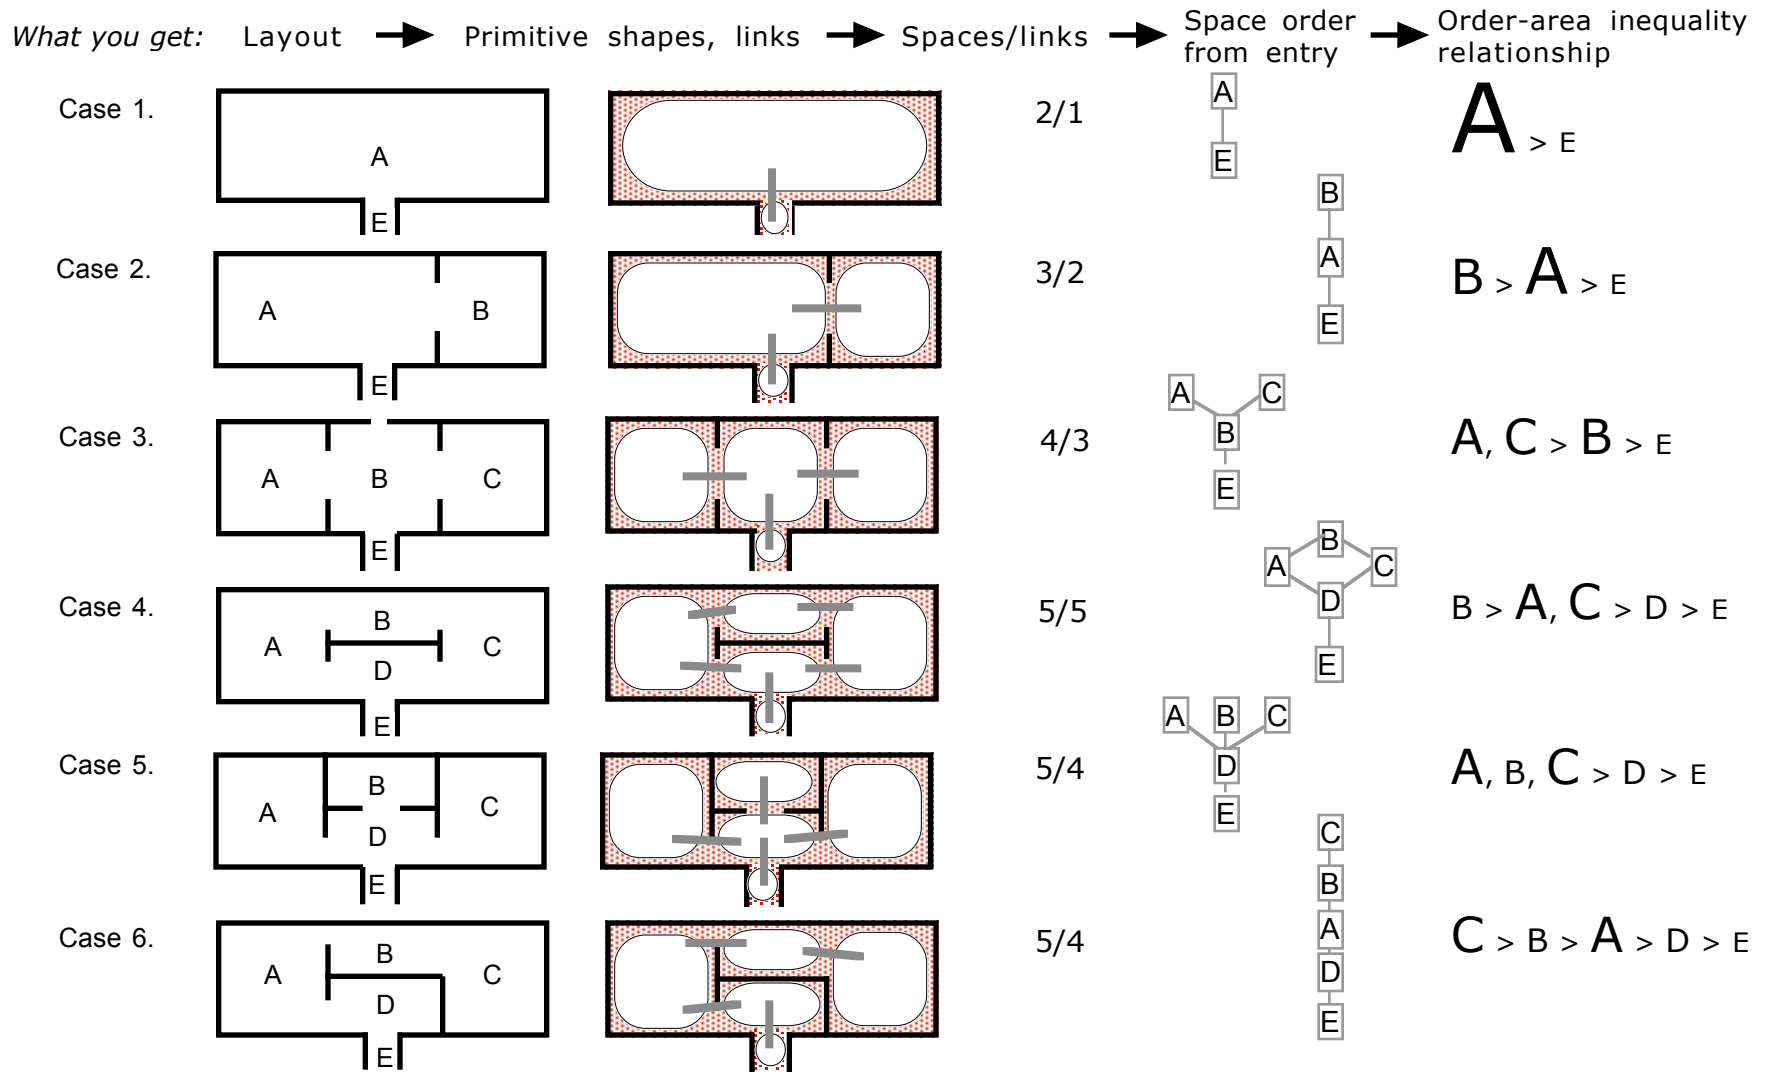 What you get: Layout Primitive shapes, links Spaces/links Space order from entry Order-area inequality relationship
Case 1.
A
E
2/1
A
E
A > E
Case 2.
A B
E
3/2
B
A
E
B > A > E
Case 3.
A B C
E
4/3
A C
B
E
A, C > B > E
Case 4.
B
A C
D
E
5/5
B
A C
D
E
B > A, C > D > E
Case 5.
B
A C
D
E
5/4
A B C
D
E
A, B, C > D > E
Case 6.
B
A C
D
E
5/4
C
B
A
D
E
C > B > A > D > E